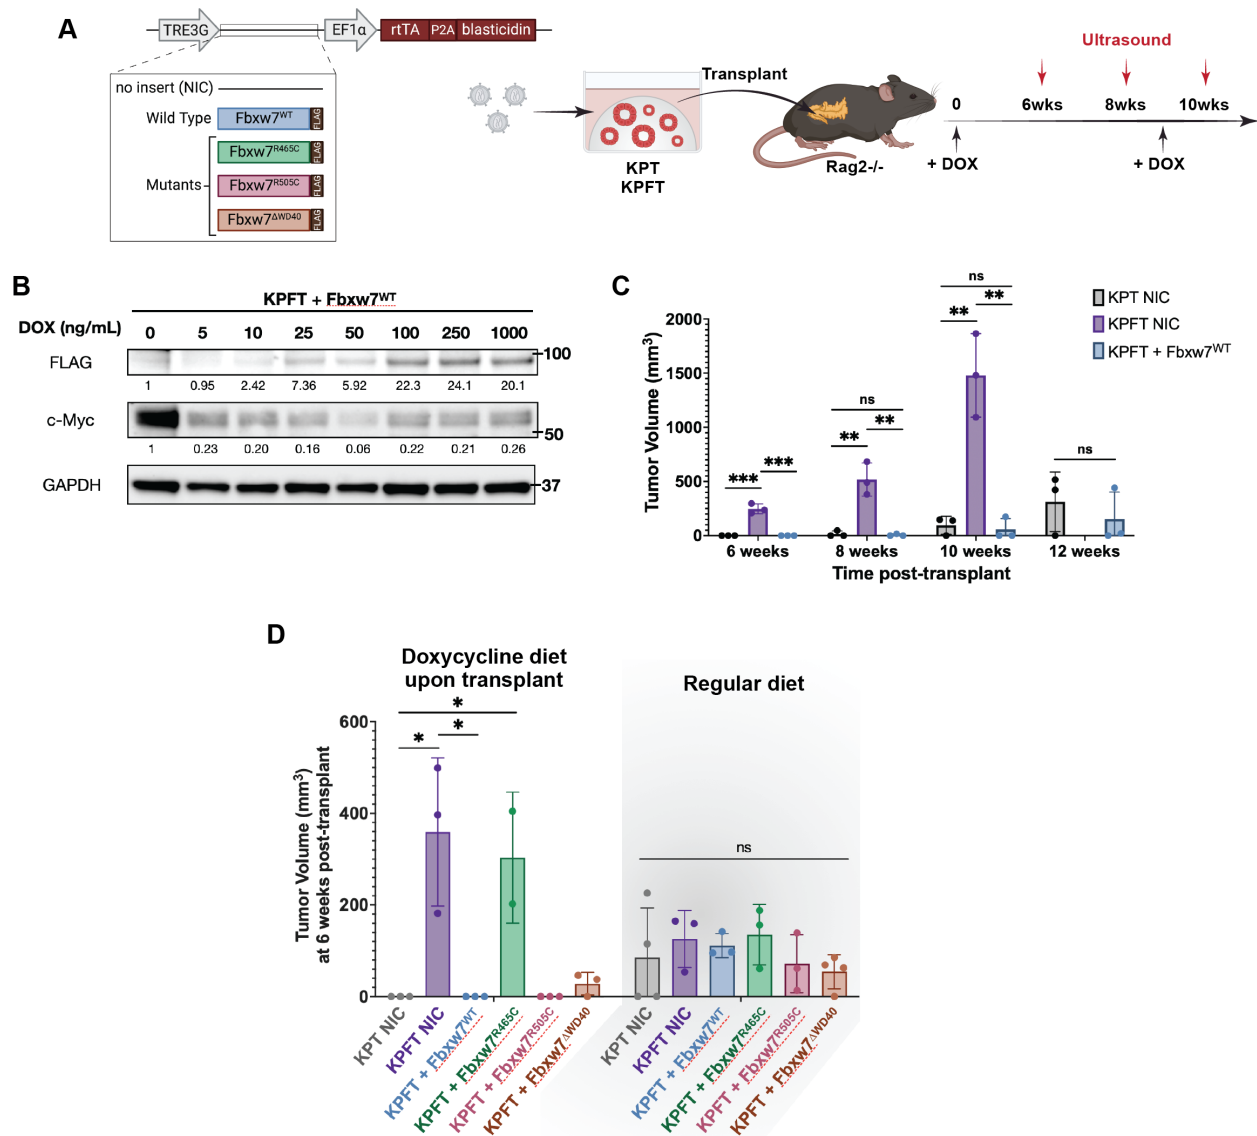 A
TRE3G
EF1α
rtTA P2A blasticidin
no insert (NIC)
Wild Type Fbxw7WT FLAG
Fbxw7R465C FLAG
Mutants Fbxw7R505C FLAG
Fbxw7ΔWD40 FLAG
Transplant
KPT
KPFT
Rag2-/-
Ultrasound
0 6wks 8wks 10wks
+ DOX + DOX
B
KPFT + Fbxw7WT
DOX (ng/mL) 0 5 10 25 50 100 250 1000
FLAG 100
1 0.95 2.42 7.36 5.92 22.3 24.1 20.1
c-Myc 50
1 0.23 0.20 0.16 0.06 0.22 0.21 0.26
GAPDH 37
C
KPT NIC
KPFT NIC
KPFT + Fbxw7WT
Tumor Volume (mm3)
2000
1500
1000
500
0
*** ***
ns
** **
ns
** **
ns
6 weeks 8 weeks 10 weeks 12 weeks
Time post-transplant
D
Doxycycline diet
upon transplant
Regular diet
Tumor Volume (mm3)
at 6 weeks post-transplant
600
400
200
0
*
* *
ns
KPT NIC
KPFT NIC
KPFT + Fbxw7WT
KPFT + Fbxw7R465C
KPFT + Fbxw7R505C
KPFT + Fbxw7ΔWD40
KPT NIC
KPFT NIC
KPFT + Fbxw7WT
KPFT + Fbxw7R465C
KPFT + Fbxw7R505C
KPFT + Fbxw7ΔWD40